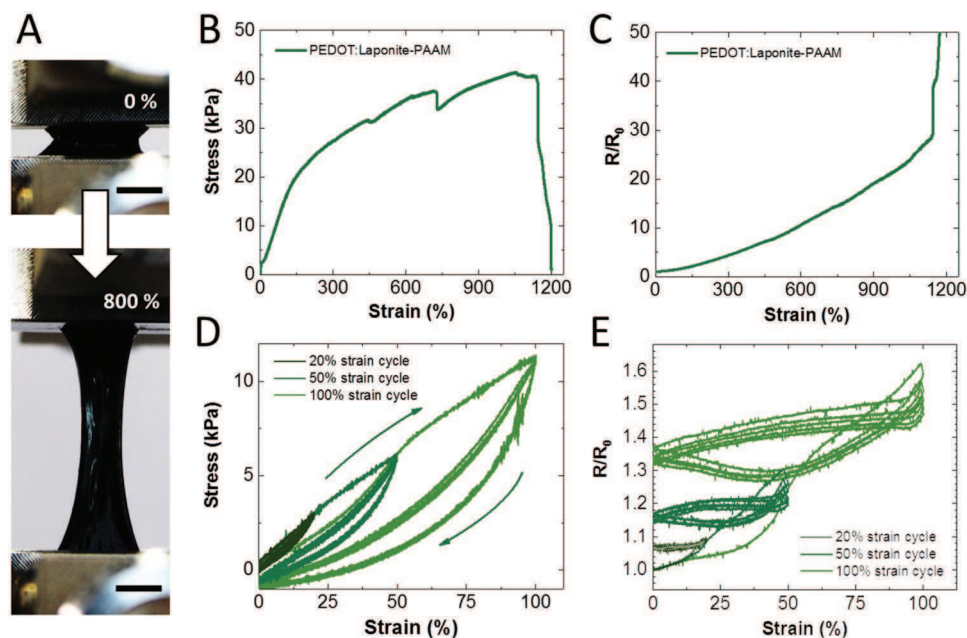 A
0 %
800 %
B
PEDOT:Laponite-PAAM
50
40
30
20
10
0
Stress (kPa)
0 300 600 900 1200
Strain (%)
C
PEDOT:Laponite-PAAM
50
40
30
20
10
0
R/R0
0 300 600 900 1200
Strain (%)
D
20% strain cycle
50% strain cycle
100% strain cycle
10
5
0
Stress (kPa)
0 25 50 75 100
Strain (%)
E
1.6
1.5
1.4
1.3
1.2
1.1
1.0
R/R0
20% strain cycle
50% strain cycle
100% strain cycle
0 25 50 75 100
Strain (%)